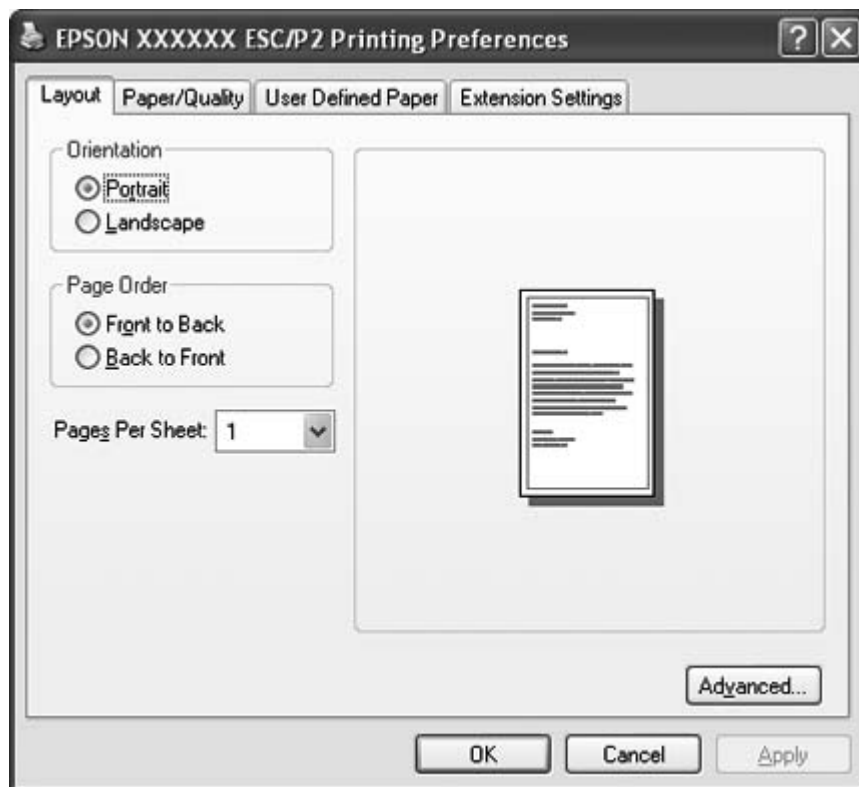 EPSON XXXXXX ESC/P2 Printing Preferences
Layout Paper/Quality User Defined Paper Extension Settings
Orientation
Portrait
Landscape
Page Order
Front to Back
Back to Front
Pages Per Sheet: 1
Advanced...
OK Cancel Apply